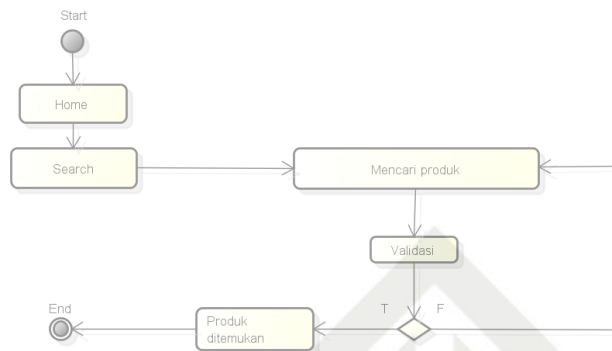 Start
Home
Search
Mencari produk
Validasi
T
F
Produk
ditemukan
End